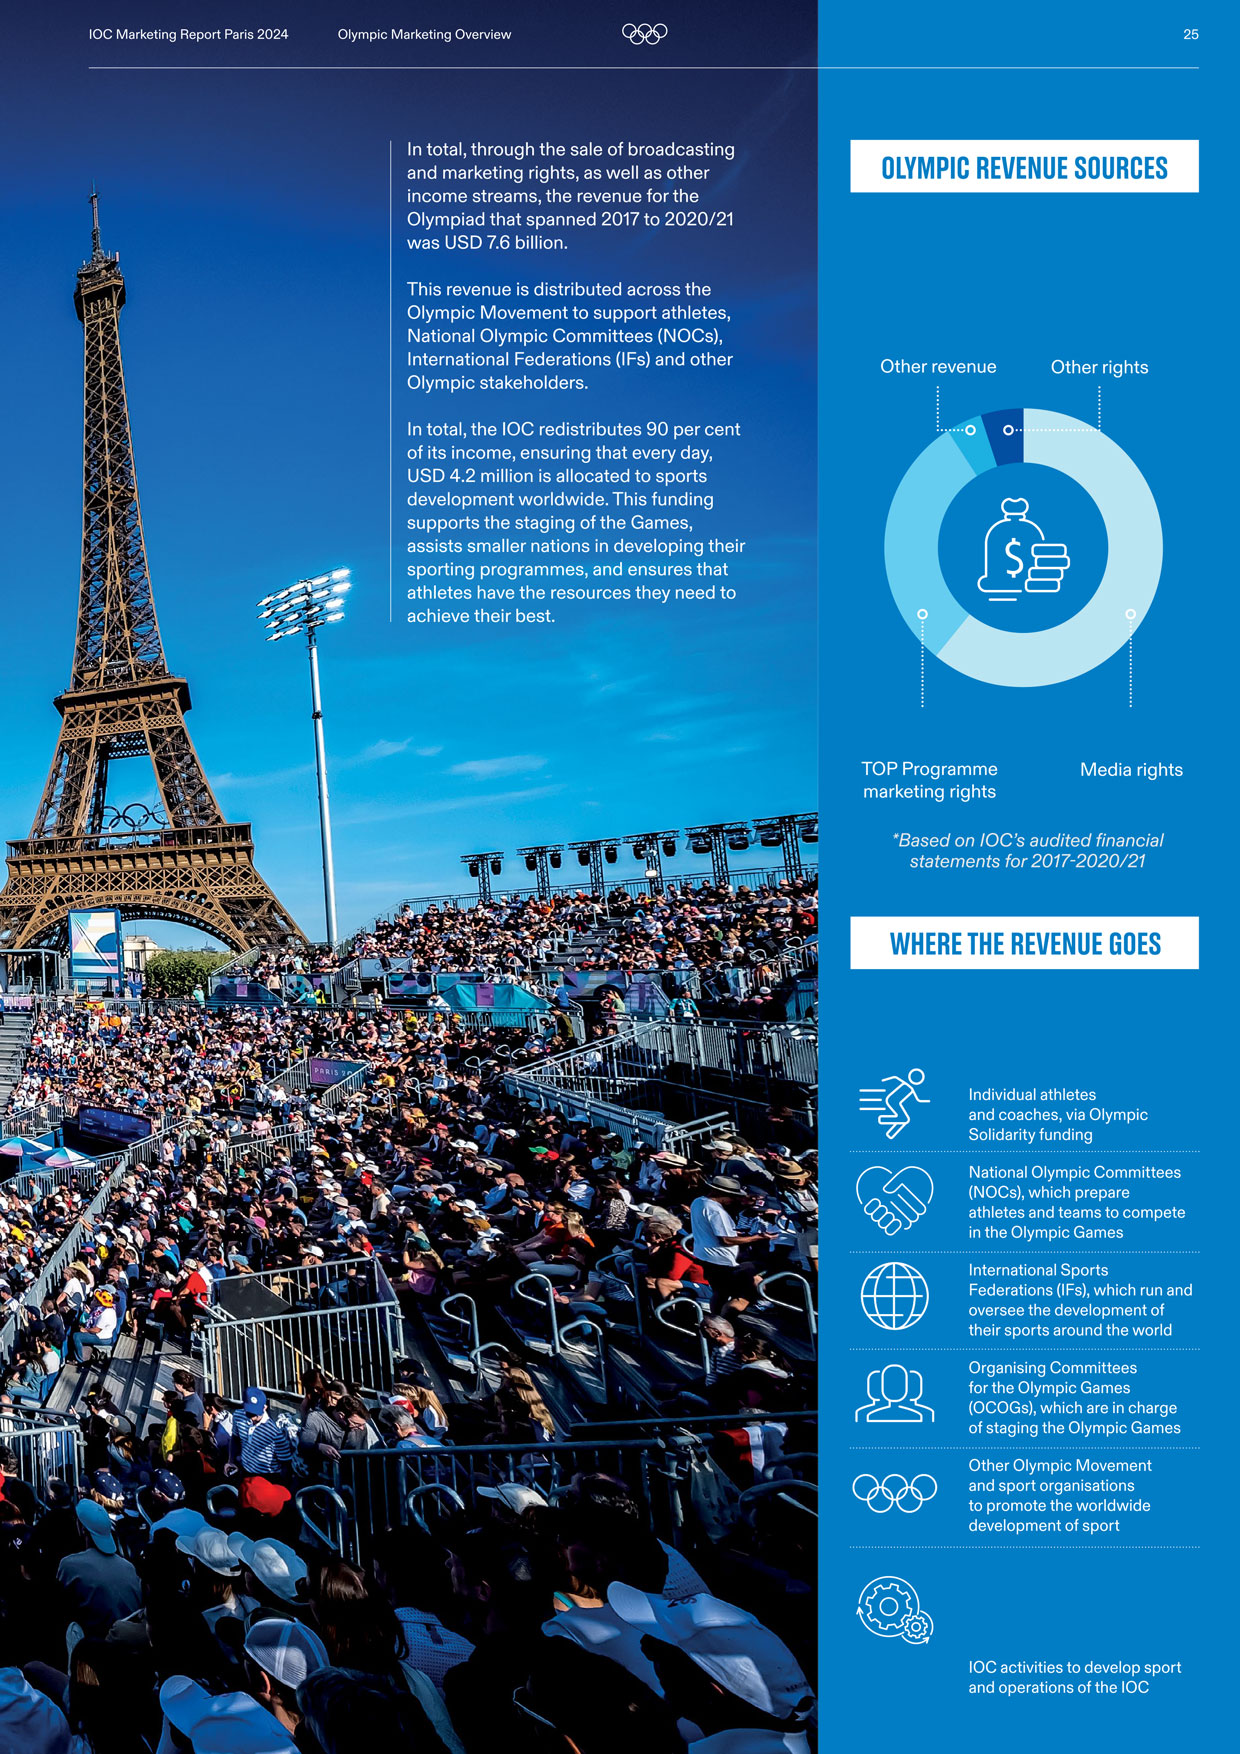 IOC Marketing Report Paris 2024
Olympic Marketing Overview
25
In total, through the sale of broadcasting
and marketing rights, as well as other
income streams, the revenue for the
Olympiad that spanned 2017 to 2020/21
was USD 7.6 billion.
This revenue is distributed across the
Olympic Movement to support athletes,
National Olympic Committees (NOCs),
International Federations (IFs) and other
Olympic stakeholders.
In total, the IOC redistributes 90 per cent
of its income, ensuring that every day,
USD 4.2 million is allocated to sports
development worldwide. This funding
supports the staging of the Games,
assists smaller nations in developing their
sporting programmes, and ensures that
athletes have the resources they need to
achieve their best.
OLYMPIC REVENUE SOURCES
Other revenue
Other rights
$
TOP Programme
marketing rights
Media rights
*Based on IOC's audited financial
statements for 2017-2020/21
WHERE THE REVENUE GOES
Individual athletes
and coaches, via Olympic
Solidarity funding
National Olympic Committees
(NOCs), which prepare
athletes and teams to compete
in the Olympic Games
International Sports
Federations (IFs), which run and
oversee the development of
their sports around the world
Organising Committees
for the Olympic Games
(OCOGs), which are in charge
of staging the Olympic Games
Other Olympic Movement
and sport organisations
to promote the worldwide
development of sport
IOC activities to develop sport
and operations of the IOC
PARIS 20